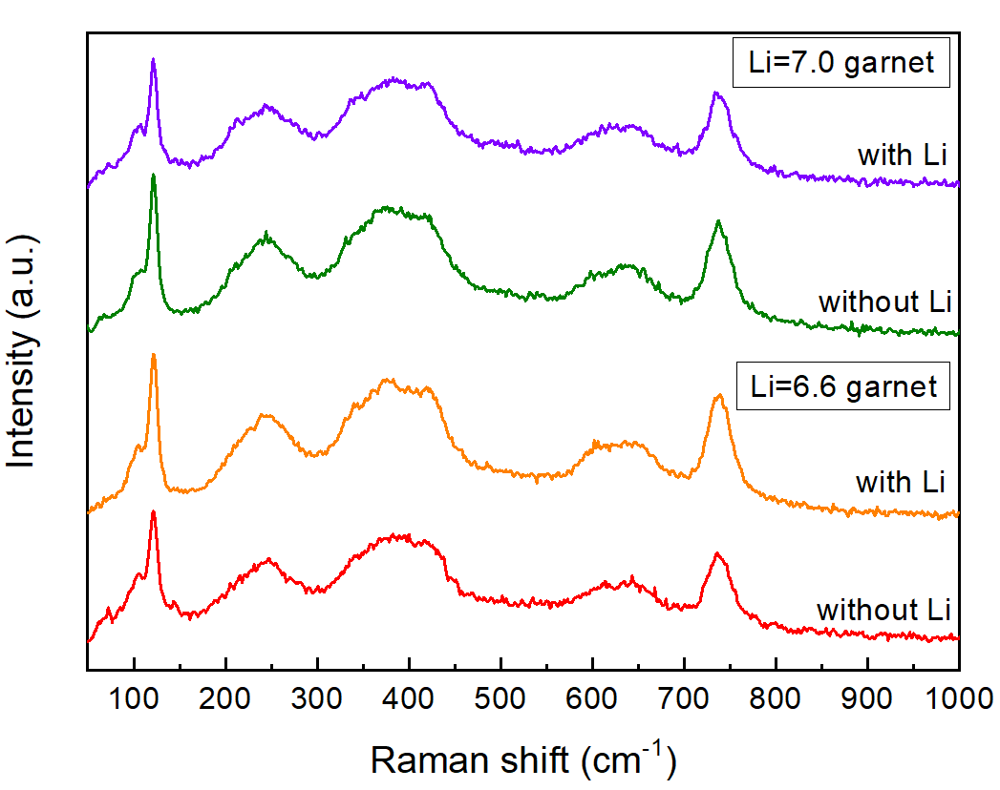 Li=7.0 garnet
with Li
without Li
Li=6.6 garnet
with Li
without Li
Intensity (a.u.)
100 200 300 400 500 600 700 800 900 1000
Raman shift (cm⁻¹)